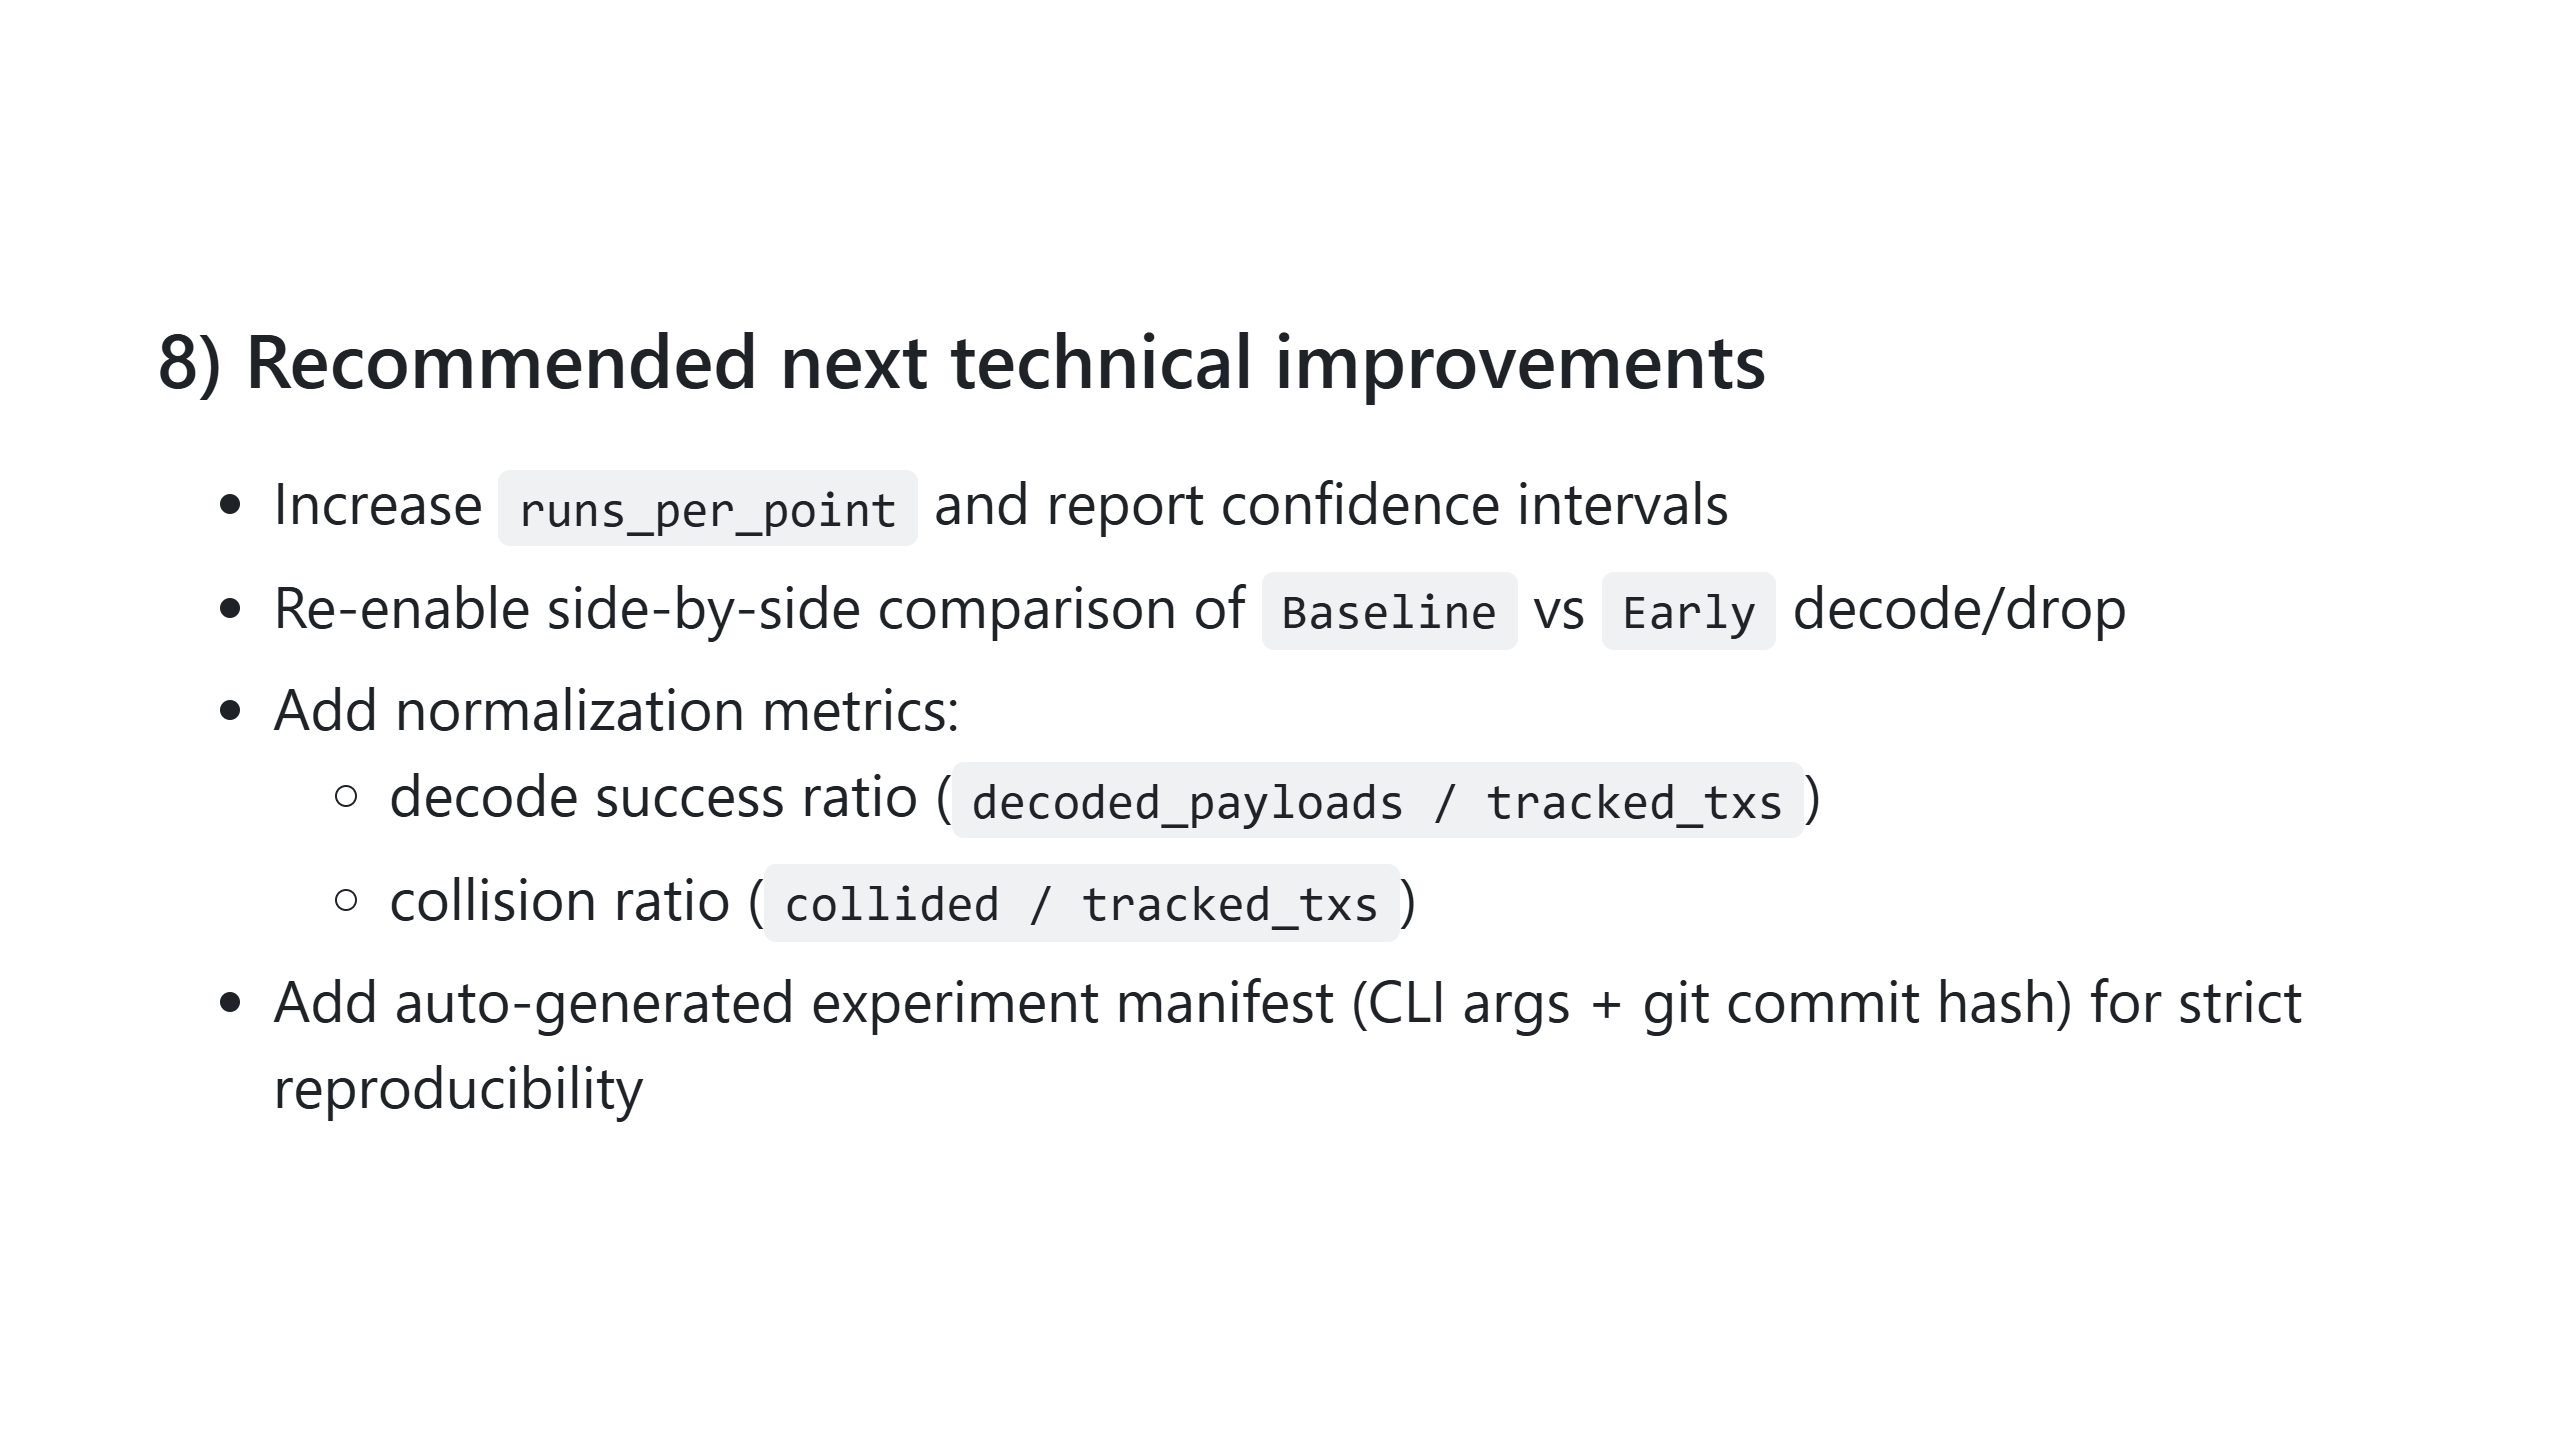 8) Recommended next technical improvements
• Increase runs_per_point and report confidence intervals
• Re-enable side-by-side comparison of Baseline vs Early decode/drop
• Add normalization metrics:
○ decode success ratio (decoded_payloads / tracked_txs)
○ collision ratio (collided / tracked_txs)
• Add auto-generated experiment manifest (CLI args + git commit hash) for strict
reproducibility